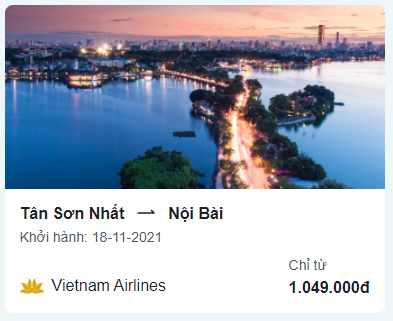 Tân Sơn Nhất → Nội Bài
Khởi hành: 18-11-2021
Chỉ từ
Vietnam Airlines 1.049.000đ